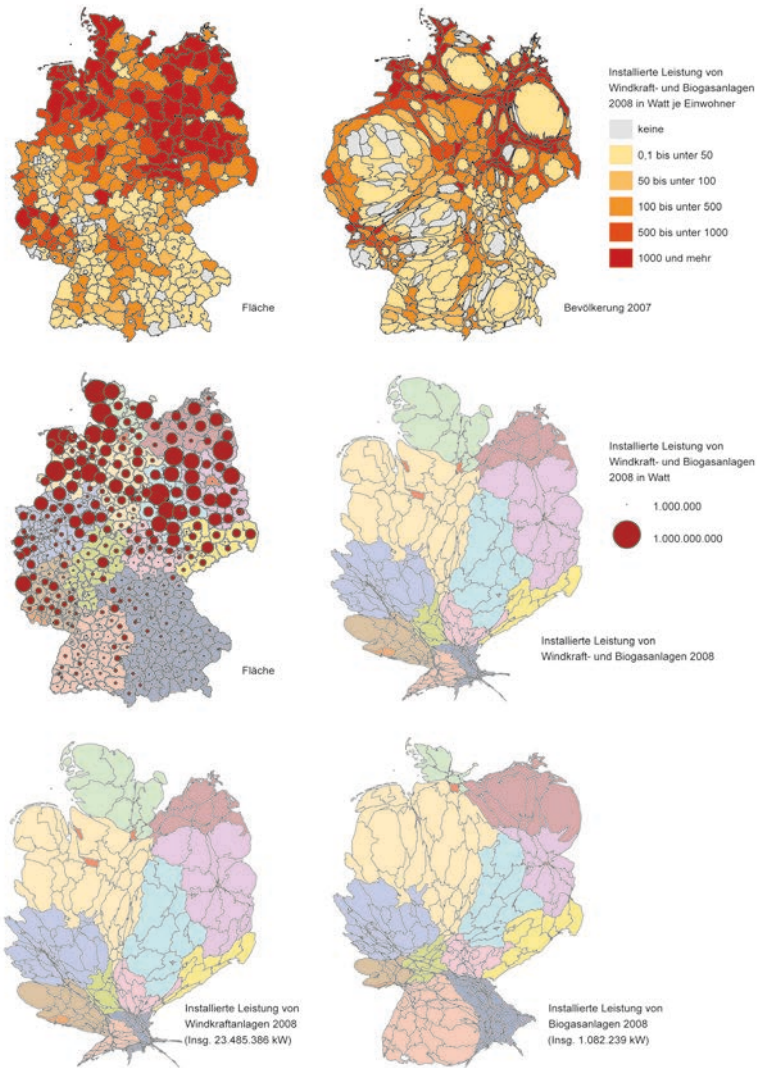 Installierte Leistung von
Windkraft- und Biogasanlagen
2008 in Watt je Einwohner
keine
0,1 bis unter 50
50 bis unter 100
100 bis unter 500
500 bis unter 1000
1000 und mehr
Fläche
Bevölkerung 2007
Installierte Leistung von
Windkraft- und Biogasanlagen
2008 in Watt
1.000.000
1.000.000.000
Fläche
Installierte Leistung von
Windkraft- und Biogasanlagen 2008
Installierte Leistung von
Windkraftanlagen 2008
(Insg. 23.485.386 kW)
Installierte Leistung von
Biogasanlagen 2008
(Insg. 1.082.239 kW)